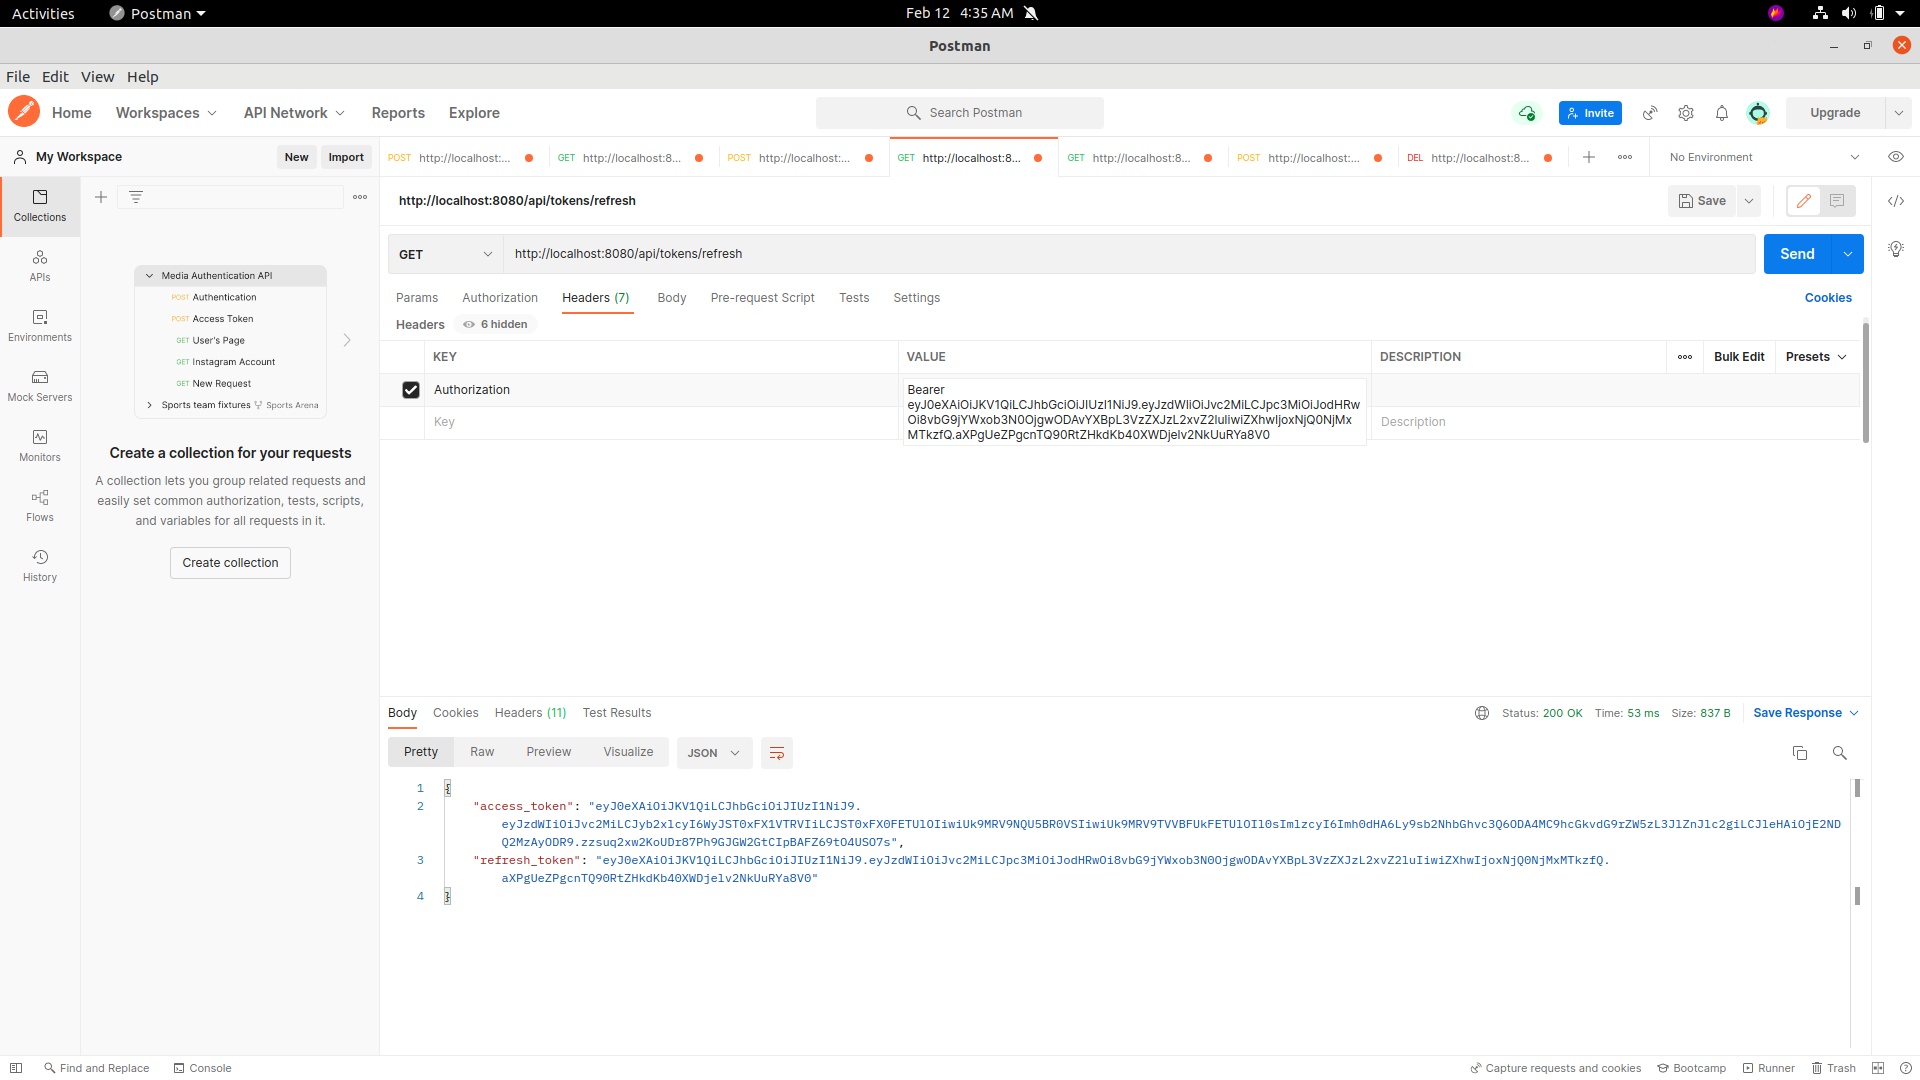 Activities
Postman
Feb 12 4:35 AM
Postman
File Edit View Help
Home Workspaces API Network Reports Explore
Search Postman
Invite
Upgrade
My Workspace
New
Import
POST http://localhost:...
GET http://localhost:8...
POST http://localhost:...
GET http://localhost:8...
GET http://localhost:8...
POST http://localhost:...
DEL http://localhost:8...
No Environment
Collections
APIs
Environments
Mock Servers
Monitors
Flows
History
Media Authentication API
POST Authentication
POST Access Token
GET User's Page
GET Instagram Account
GET New Request
Sports team fixtures Sports Arena
Create a collection for your requests
A collection lets you group related requests and
easily set common authorization, tests, scripts,
and variables for all requests in it.
Create collection
http://localhost:8080/api/tokens/refresh
Save
GET
http://localhost:8080/api/tokens/refresh
Send
Params Authorization Headers (7) Body Pre-request Script Tests Settings
Cookies
Headers 6 hidden
KEY VALUE DESCRIPTION
Bulk Edit
Presets
Authorization
Bearer
Key
Description
Body Cookies Headers (11) Test Results
Status: 200 OK Time: 53 ms Size: 837 B
Save Response
Pretty Raw Preview Visualize JSON
1 {
2 "access_token": "eyJ0eXAiOiJKV1QiLCJhbGciOiJIUzI1NiJ9.
3 "refresh_token":
4 }
Find and Replace
Console
Capture requests and cookies
Bootcamp
Runner
Trash